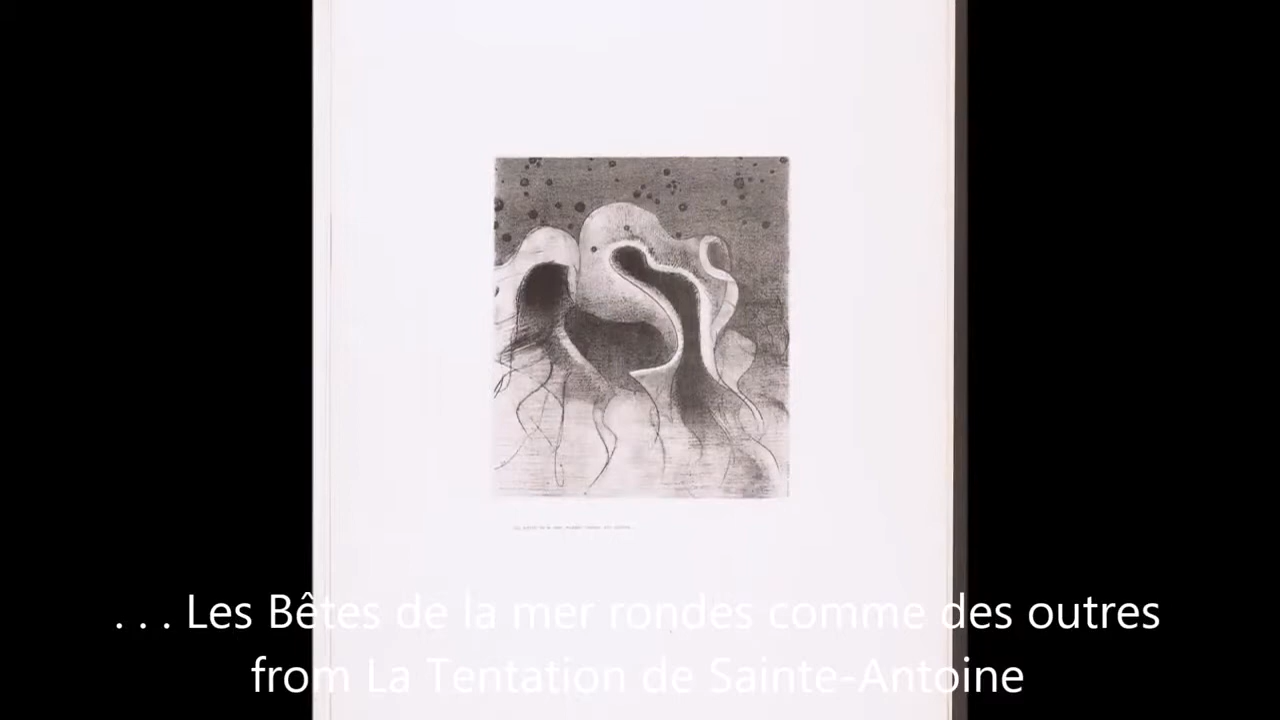 . . . Les Bêtes de la mer rondes comme des outres
from La Tentation de Sainte-Antoine